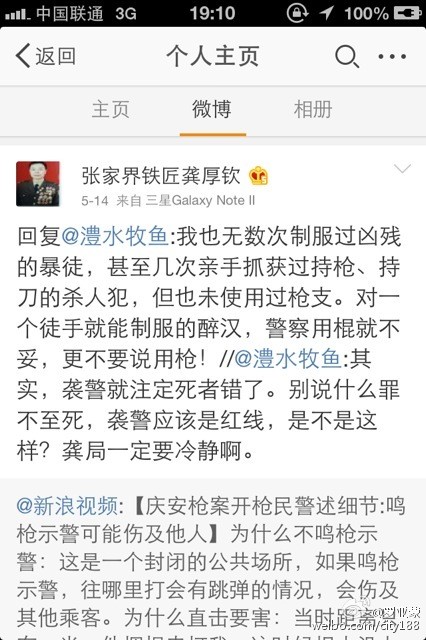 中国联通 3G 19:10 100%
返回 个人主页
主页 微博 相册
张家界铁匠龚厚钦
5-14 来自三星Galaxy Note II
回复@澧水牧鱼:我也无数次制服过凶残
的暴徒，甚至几次亲手抓获过持枪、持
刀的杀人犯，但也未使用过枪支。对一
个徒手就能制服的醉汉，警察用棍就不
妥，更不要说用枪！//@澧水牧鱼:其
实，袭警就注定死者错了。别说什么罪
不至死，袭警应该是红线，是不是这
样？龚局一定要冷静啊。
@新浪视频:【庆安枪案开枪民警述细节:鸣
枪示警可能伤及他人】为什么不鸣枪示
警：这是一个封闭的公共场所，如果鸣枪
示警，往哪里打会有跳弹的情况，会伤及
其他乘客。为什么直击要害：当时距离
weibo.com/city188